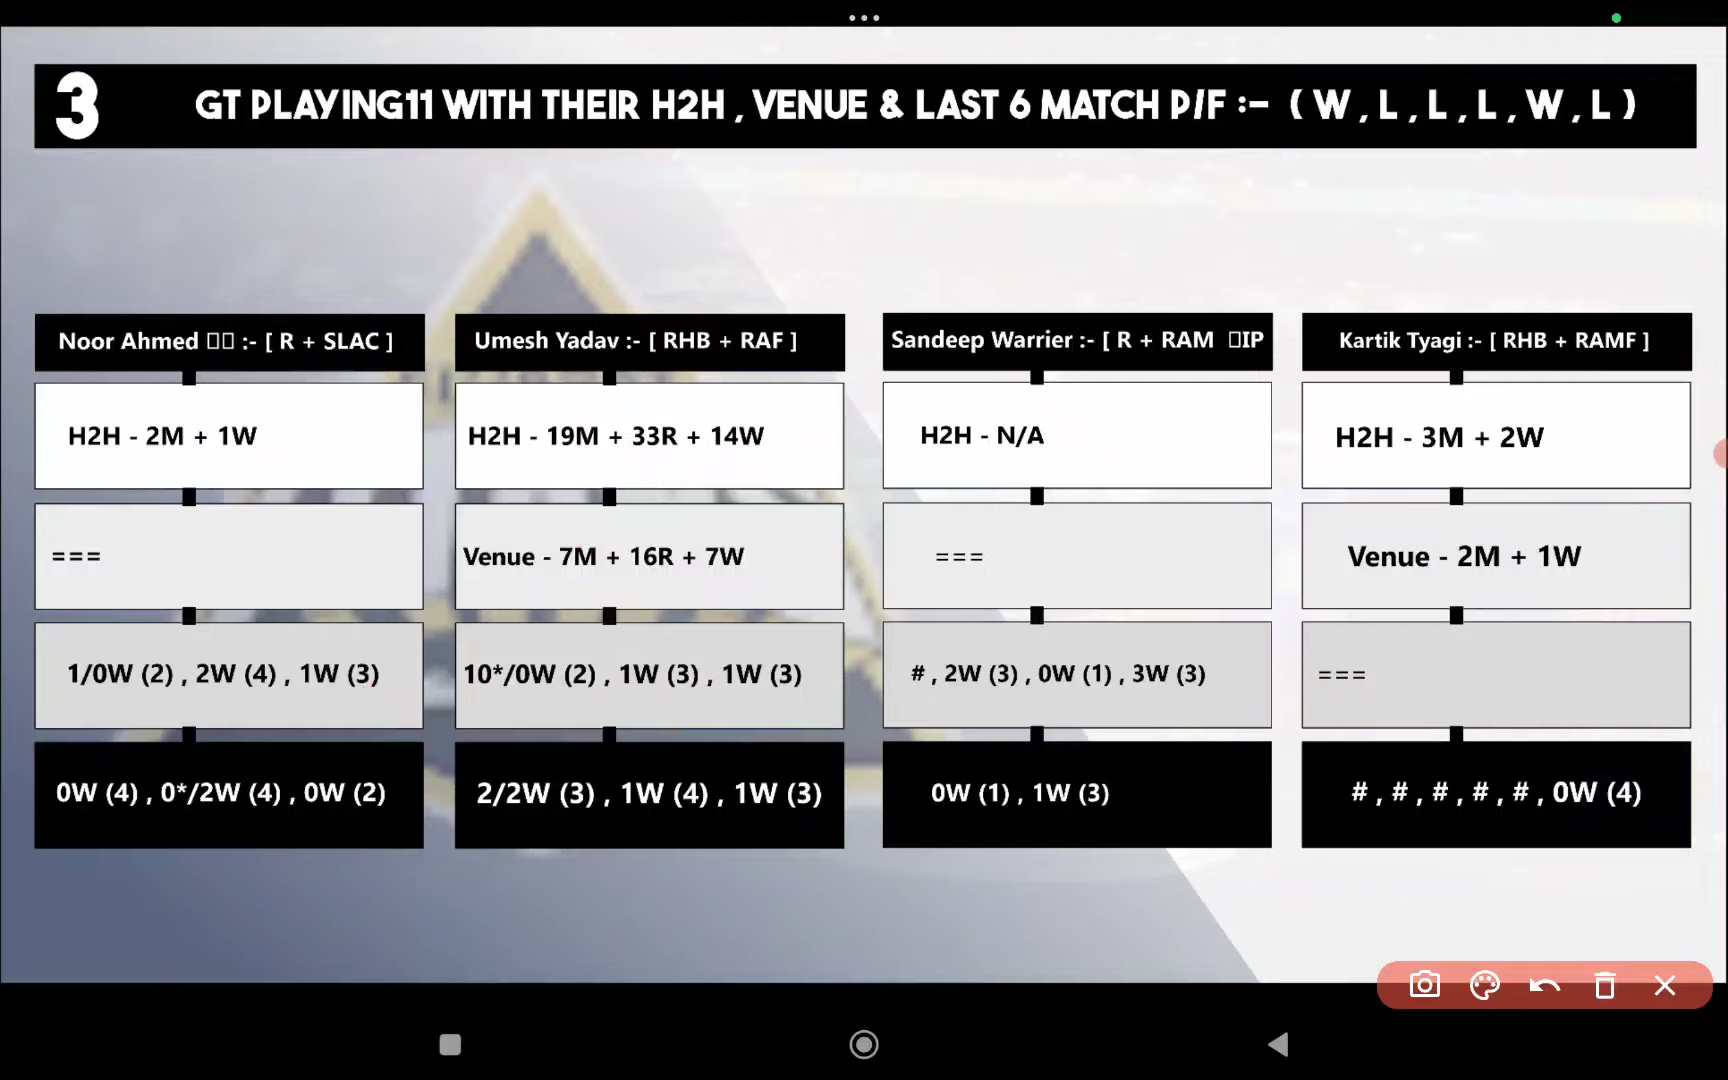 3 GT PLAYING11 WITH THEIR H2H , VENUE & LAST 6 MATCH P/F :- ( W , L , L , L , W , L )
Noor Ahmed :- [ R + SLAC ]
H2H - 2M + 1W
===
1/0W (2) , 2W (4) , 1W (3)
0W (4) , 0*/2W (4) , 0W (2)
Umesh Yadav :- [ RHB + RAF ]
H2H - 19M + 33R + 14W
Venue - 7M + 16R + 7W
10*/0W (2) , 1W (3) , 1W (3)
2/2W (3) , 1W (4) , 1W (3)
Sandeep Warrier :- [ R + RAM IP
H2H - N/A
===
# , 2W (3) , 0W (1) , 3W (3)
0W (1) , 1W (3)
Kartik Tyagi :- [ RHB + RAMF ]
H2H - 3M + 2W
Venue - 2M + 1W
===
# , # , # , # , # , 0W (4)